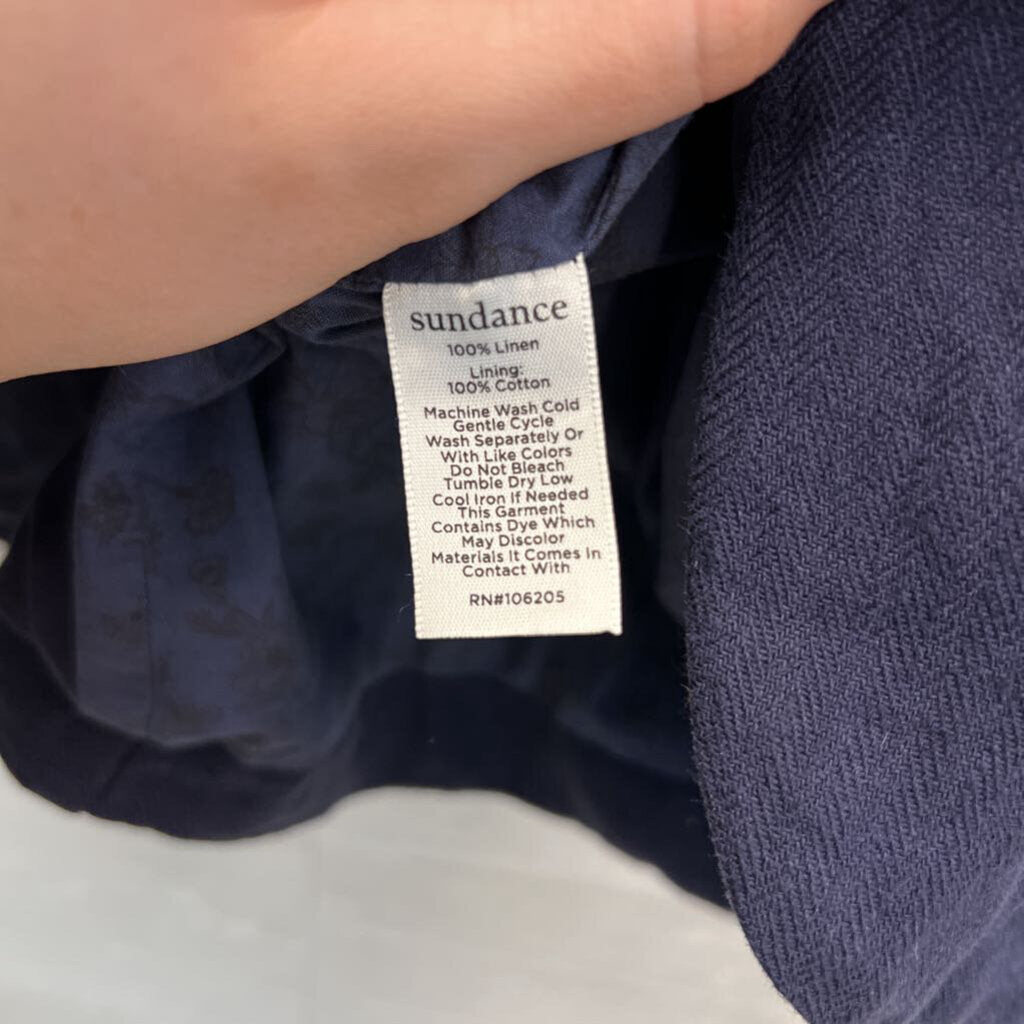 sundance
100% Linen
Lining:
100% Cotton
Machine Wash Cold
Gentle Cycle
Wash Separately Or
With Like Colors
Do Not Bleach
Tumble Dry Low
Cool Iron If Needed
This Garment
Contains Dye Which
May Discolor
Materials It Comes In
Contact With
RN#106205